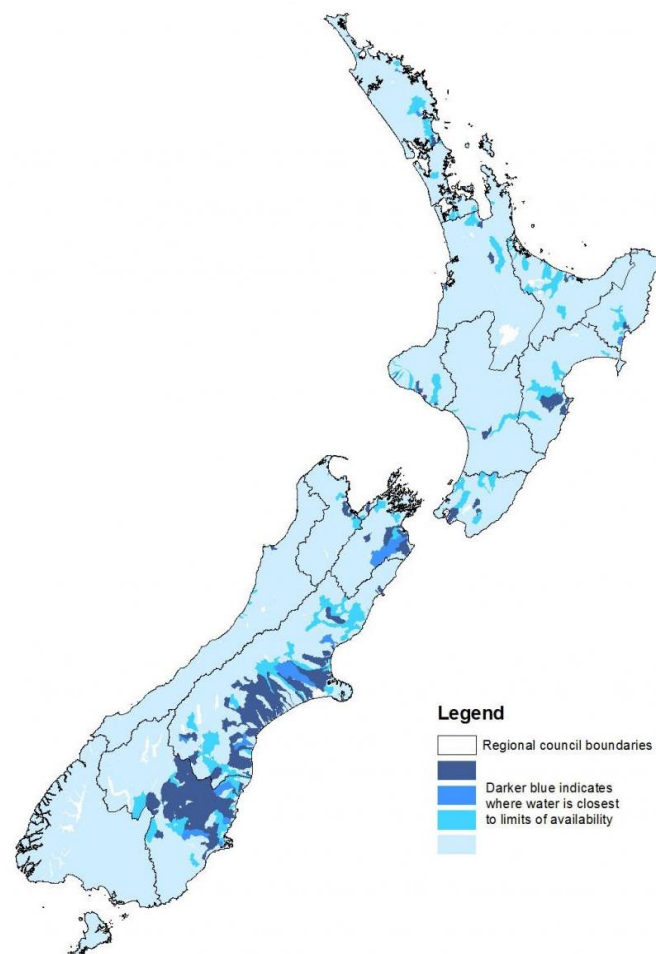 Legend
Regional council boundaries
Darker blue indicates
where water is closest
to limits of availability